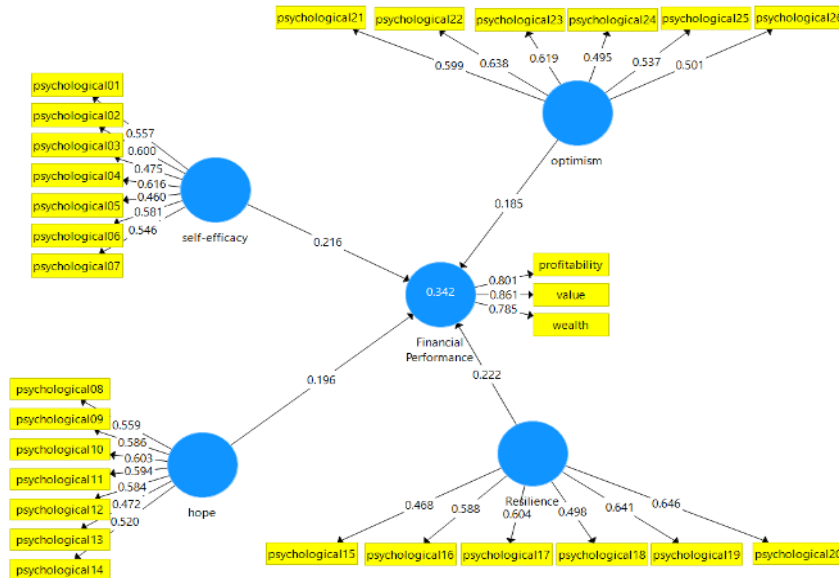 psychological21
psychological22
psychological23
psychological24
psychological25
psychological26
0.599
0.638
0.619
0.495
0.537
0.501
optimism
psychological01
psychological02
psychological03
psychological04
psychological05
psychological06
psychological07
0.557
0.600
0.475
0.616
0.460
0.581
0.546
self-efficacy
0.216
0.185
0.342
Financial
Performance
0.801
0.861
0.785
profitability
value
wealth
0.196
0.222
psychological08
psychological09
psychological10
psychological11
psychological12
psychological13
psychological14
0.559
0.586
0.603
0.594
0.584
0.472
0.520
hope
Resilience
0.468
0.588
0.604
0.498
0.641
0.646
psychological15
psychological16
psychological17
psychological18
psychological19
psychological20